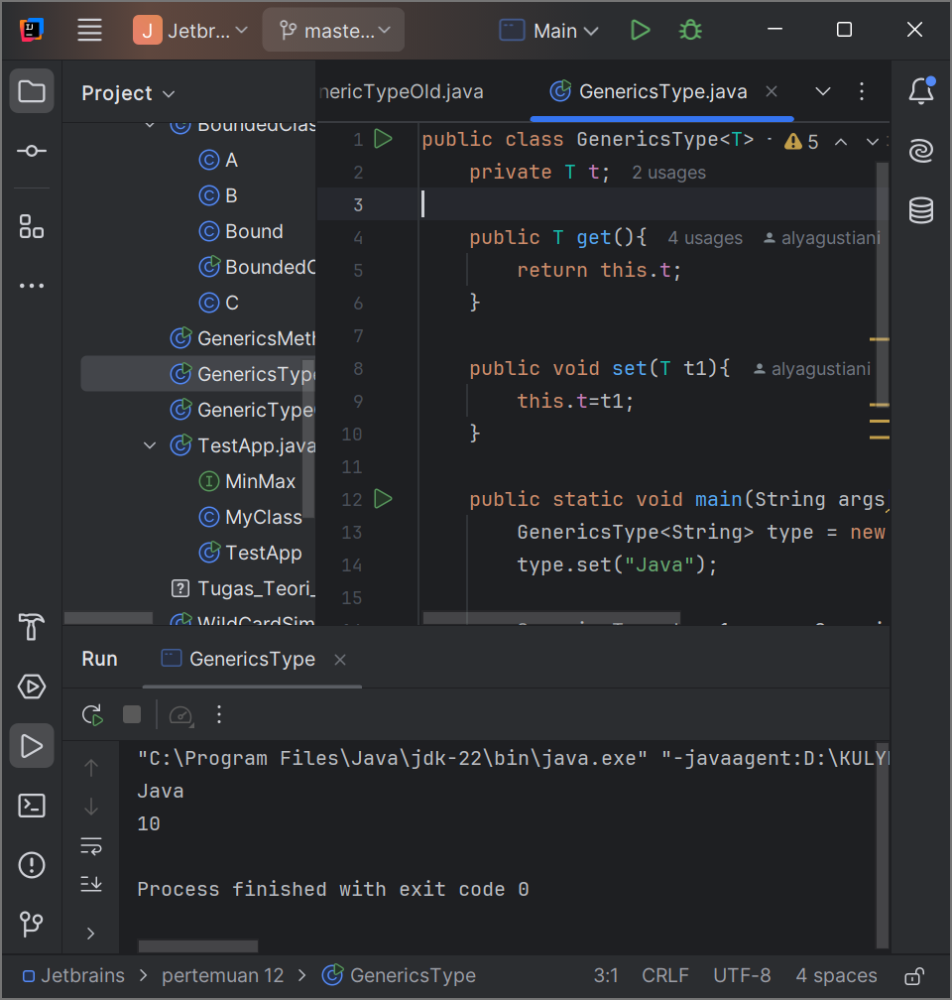 J Jetbr... maste... Main
Project
BoundedClas
A
B
Bound
BoundedC
C
GenericsMeth
GenericsType
GenericType
TestApp.java
MinMax
MyClass
TestApp
Tugas_Teori_
WildCardSim
nericTypeOld.java GenericsType.java
1 public class GenericsType<T> 5
2 private T t; 2 usages
3
4 public T get(){ 4 usages alyagustiani
5 return this.t;
6 }
7
8 public void set(T t1){ alyagustiani
9 this.t=t1;
10 }
11
12 public static void main(String args
13 GenericsType<String> type = new
14 type.set("Java");
15
Run GenericsType
"C:\Program Files\Java\jdk-22\bin\java.exe" "-javaagent:D:\KULY
Java
10
Process finished with exit code 0
Jetbrains > pertemuan 12 > GenericsType 3:1 CRLF UTF-8 4 spaces